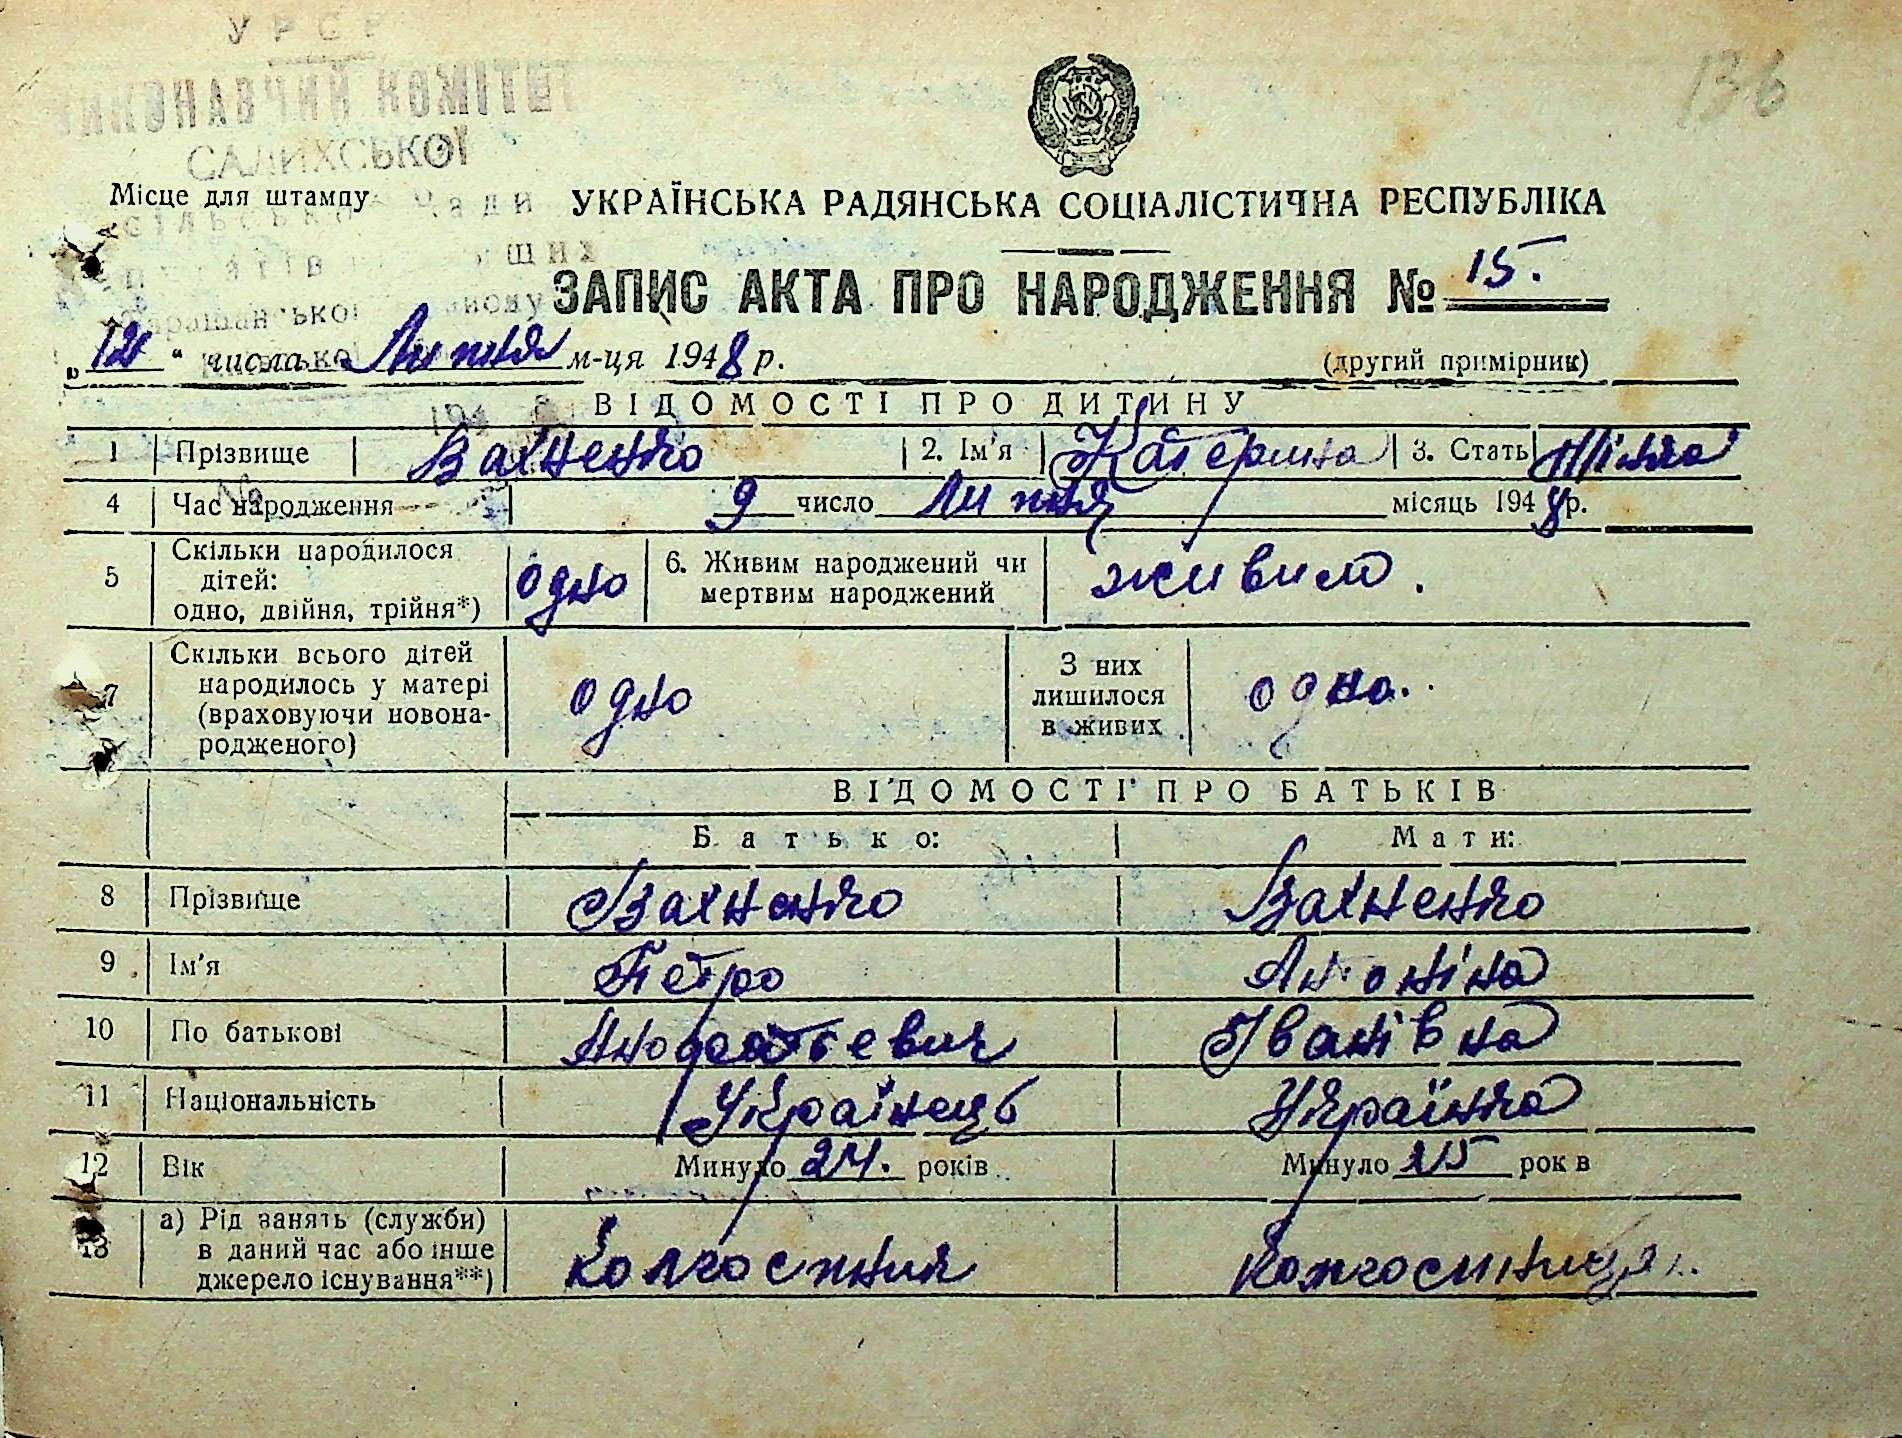 УРСР
ВИКОНАВЧИЙ КОМІТЕТ
САЛИХСЬКОЇ
136
Місце для штампу
УКРАЇНСЬКА РАДЯНСЬКА СОЦІАЛІСТИЧНА РЕСПУБЛІКА
ЗАПИС АКТА ПРО НАРОДЖЕННЯ № 15.
„12“ числа Липня м-ця 1948 р. (другий примірник)
ВІДОМОСТІ ПРО ДИТИНУ
1 Прізвище Вахненко 2. Ім'я Катерина 3. Стать Жіноча
4 Час народження 9 число Липня місяць 1948 р.
5 Скільки народилося дітей: одно, двійня, трійня*) одно 6. Живим народжений чи мертвим народжений живим.
7 Скільки всього дітей народилось у матері (враховуючи новонародженого) одно З них лишилося в живих одно.
ВІДОМОСТІ ПРО БАТЬКІВ
Батько: Мати:
8 Прізвище Вахненко Вахненко
9 Ім'я Петро Антоніна
10 По батькові Іванівна
11 Національність Українець Українка
12 Вік Минуло 24. років Минуло років
13 а) Рід занять (служби) в даний час або інше джерело існування**) Колгоспник Колгоспниця.